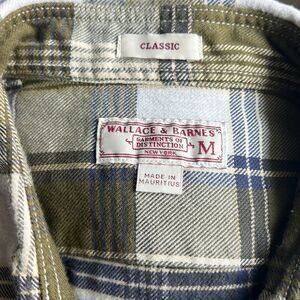 CLASSIC
WALLACE & BARNES
GARMENTS OF
DISTINCTION
NEW YORK
M
MADE IN
MAURITIUS